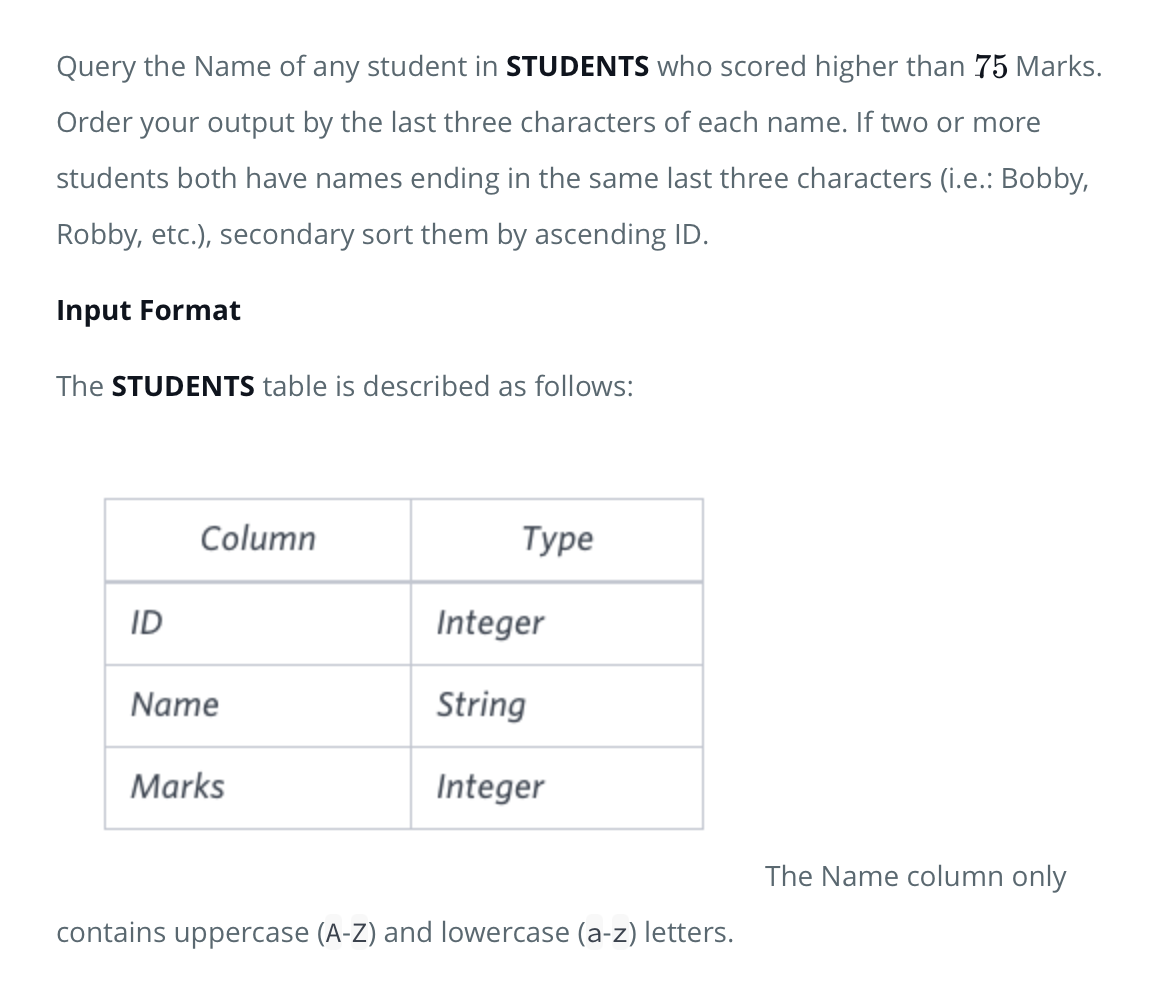 Query the Name of any student in STUDENTS who scored higher than 75 Marks.
Order your output by the last three characters of each name. If two or more
students both have names ending in the same last three characters (i.e.: Bobby,
Robby, etc.), secondary sort them by ascending ID.
Input Format
The STUDENTS table is described as follows:
Column Type
ID Integer
Name String
Marks Integer
The Name column only
contains uppercase (A-Z) and lowercase (a-z) letters.